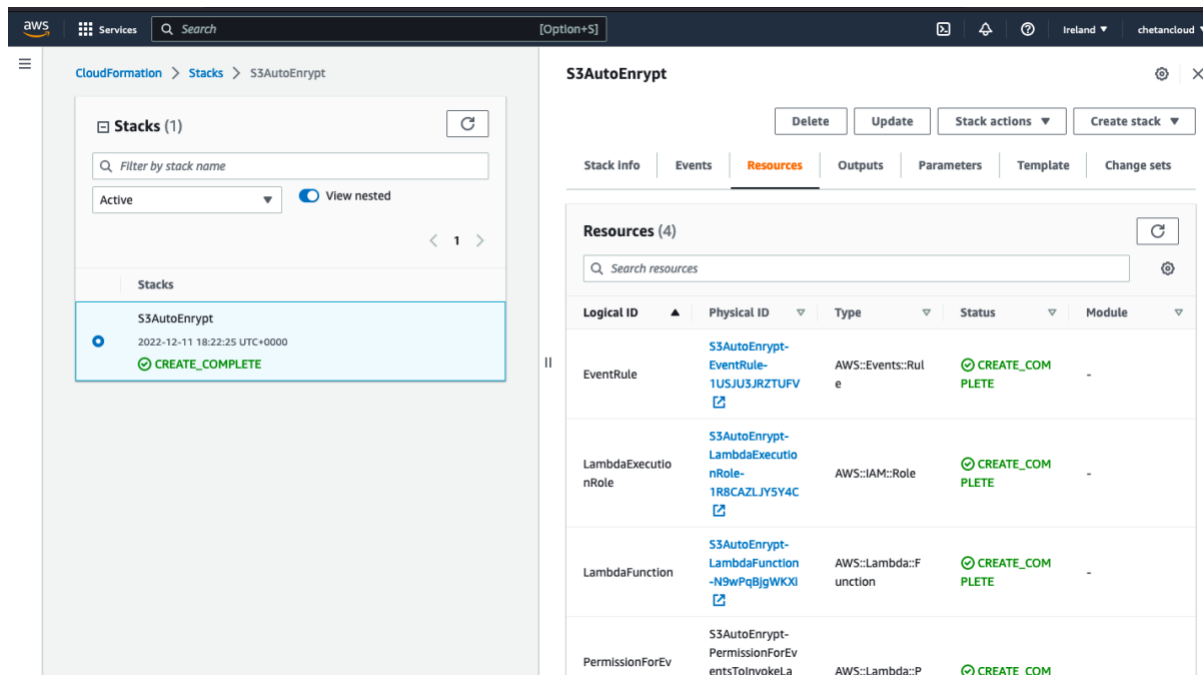 aws
Services
Search
[Option+S]
Ireland
chetancloud
CloudFormation > Stacks > S3AutoEnrypt
Stacks (1)
Filter by stack name
Active
View nested
1
Stacks
S3AutoEnrypt
2022-12-11 18:22:25 UTC+0000
CREATE_COMPLETE
S3AutoEnrypt
Delete
Update
Stack actions
Create stack
Stack info
Events
Resources
Outputs
Parameters
Template
Change sets
Resources (4)
Search resources
Logical ID
Physical ID
Type
Status
Module
EventRule
S3AutoEnrypt-
EventRule-
1USJU3JRZTUFV
AWS::Events::Rul
e
CREATE_COM
PLETE
-
LambdaExecutio
nRole
S3AutoEnrypt-
LambdaExecutio
nRole-
1R8CAZLJY5Y4C
AWS::IAM::Role
CREATE_COM
PLETE
-
LambdaFunction
S3AutoEnrypt-
LambdaFunction
-N9wPqBjgWKXi
AWS::Lambda::F
unction
CREATE_COM
PLETE
-
PermissionForEv
S3AutoEnrypt-
PermissionForEv
entsToInvokeLa
AWS::Lambda::P
CREATE_COM